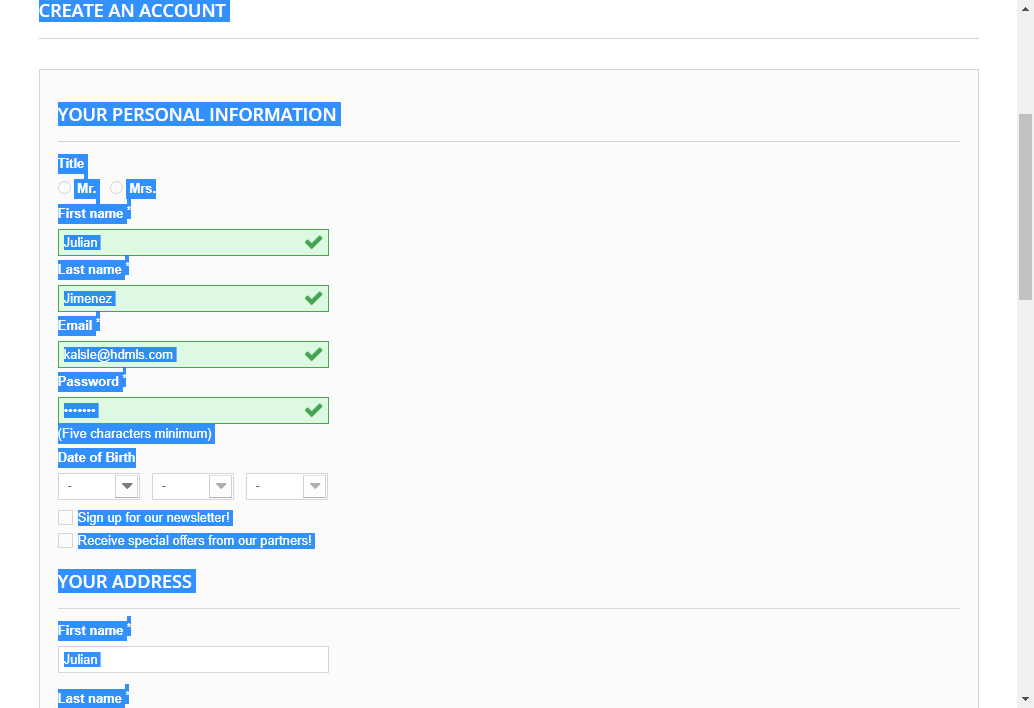 CREATE AN ACCOUNT
YOUR PERSONAL INFORMATION
Title
Mr. Mrs.
First name *
Julian
Last name *
Jimenez
Email *
kalsle@hdmls.com
Password *
•••••••
(Five characters minimum)
Date of Birth
- - -
Sign up for our newsletter!
Receive special offers from our partners!
YOUR ADDRESS
First name *
Julian
Last name *